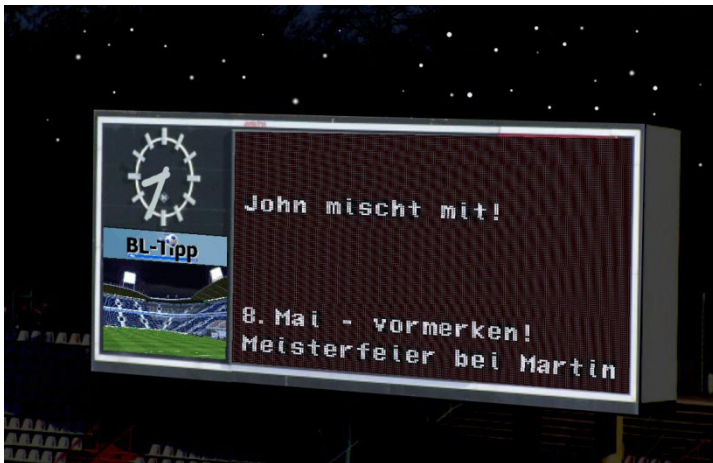 BL-Tipp
John mischt mit!
8. Mai - vormerken!
Meisterfeier bei Martin